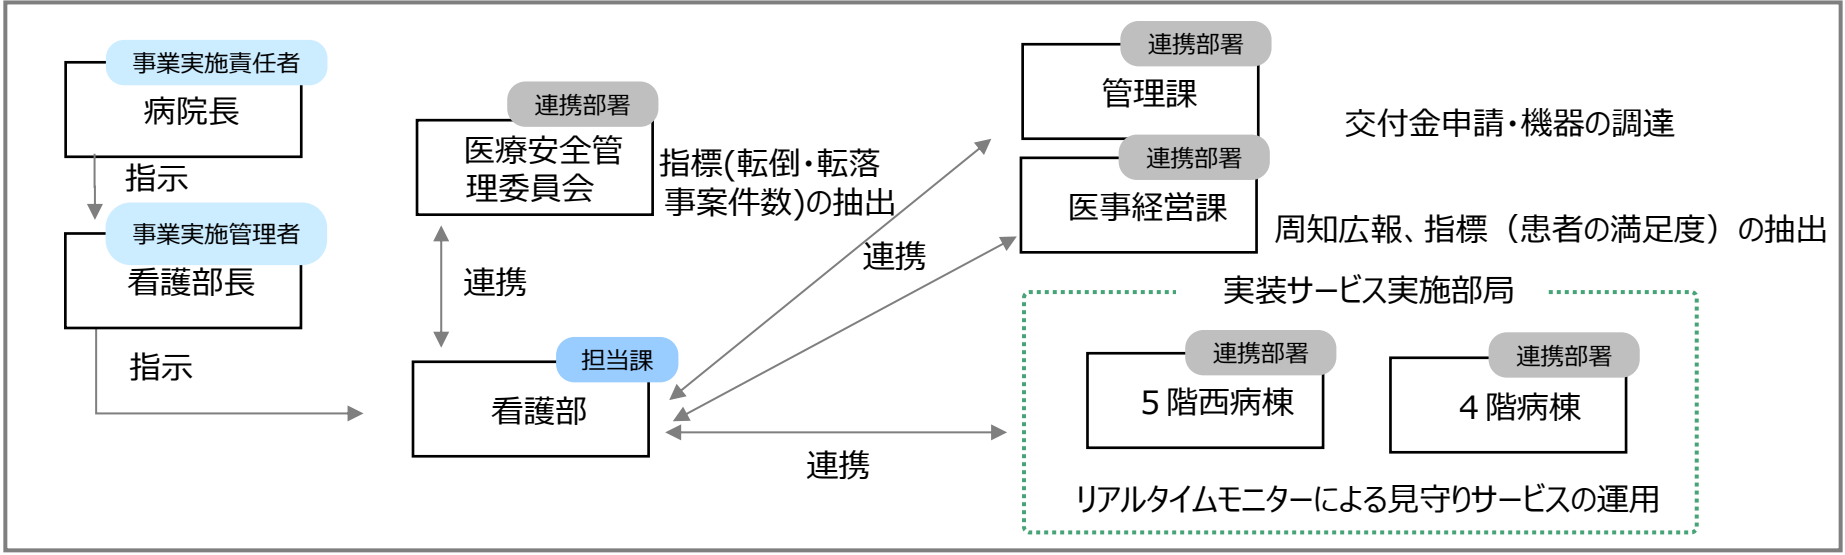 事業実施責任者
病院長
指示
事業実施管理者
看護部長
指示
連携部署
医療安全管
理委員会
指標(転倒・転落
事案件数)の抽出
連携
担当課
看護部
連携
連携
連携部署
管理課
交付金申請・機器の調達
連携部署
医事経営課
周知広報、指標（患者の満足度）の抽出
実装サービス実施部局
連携部署
５階西病棟
連携部署
４階病棟
リアルタイムモニターによる見守りサービスの運用